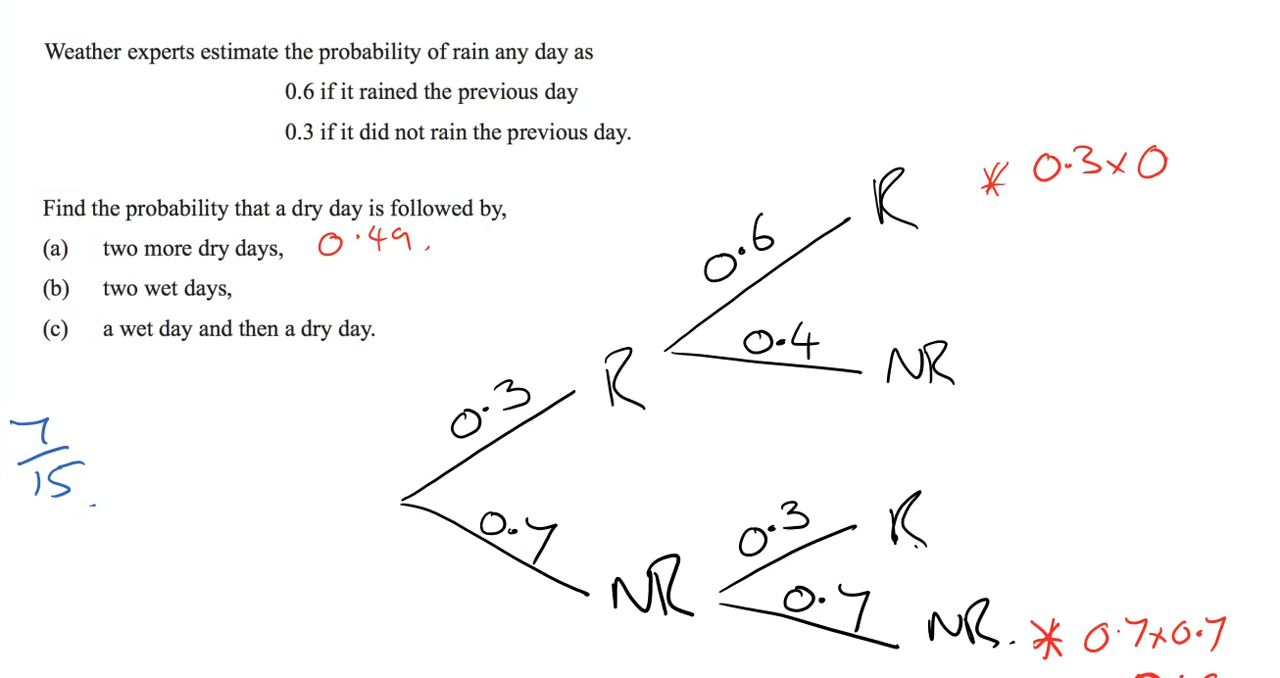 Weather experts estimate the probability of rain any day as
0.6 if it rained the previous day
0.3 if it did not rain the previous day.
* 0.3×0
R
0.6
Find the probability that a dry day is followed by,
(a) two more dry days, 0.49.
(b) two wet days,
(c) a wet day and then a dry day.
0.4
NR
R
0.3
7
15.
0.7
0.3
R
NR
0.7
NR. * 0.7×0.7